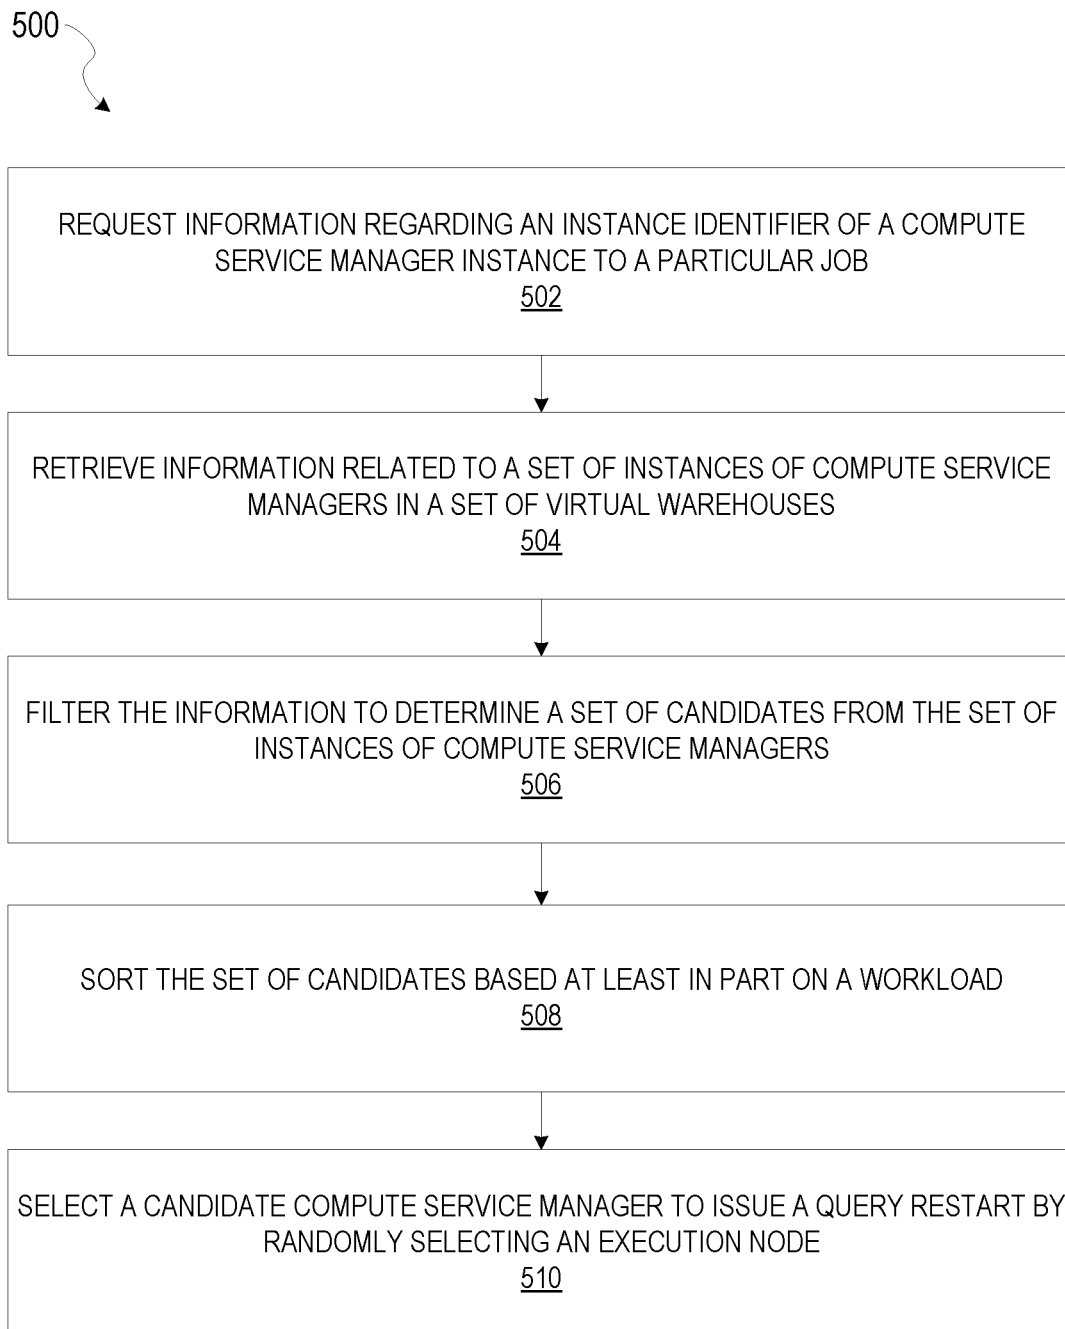 500
REQUEST INFORMATION REGARDING AN INSTANCE IDENTIFIER OF A COMPUTE
SERVICE MANAGER INSTANCE TO A PARTICULAR JOB
502
RETRIEVE INFORMATION RELATED TO A SET OF INSTANCES OF COMPUTE SERVICE
MANAGERS IN A SET OF VIRTUAL WAREHOUSES
504
FILTER THE INFORMATION TO DETERMINE A SET OF CANDIDATES FROM THE SET OF
INSTANCES OF COMPUTE SERVICE MANAGERS
506
SORT THE SET OF CANDIDATES BASED AT LEAST IN PART ON A WORKLOAD
508
SELECT A CANDIDATE COMPUTE SERVICE MANAGER TO ISSUE A QUERY RESTART BY
RANDOMLY SELECTING AN EXECUTION NODE
510